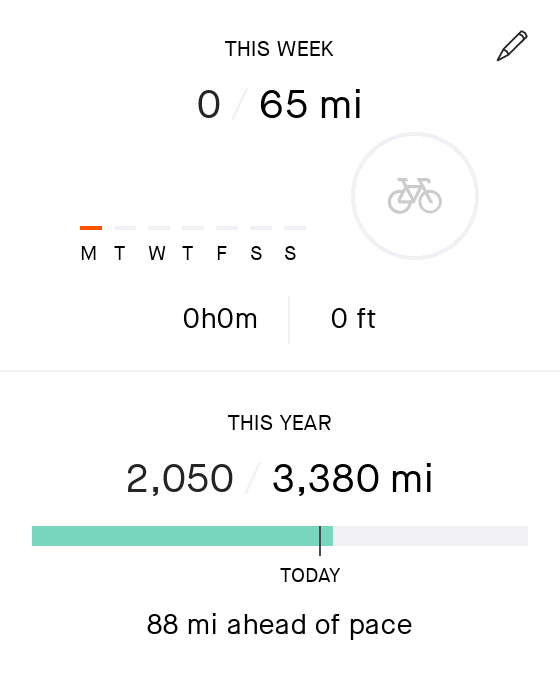 THIS WEEK
0 / 65 mi
M T W T F S S
0h0m 0 ft
THIS YEAR
2,050 / 3,380 mi
TODAY
88 mi ahead of pace